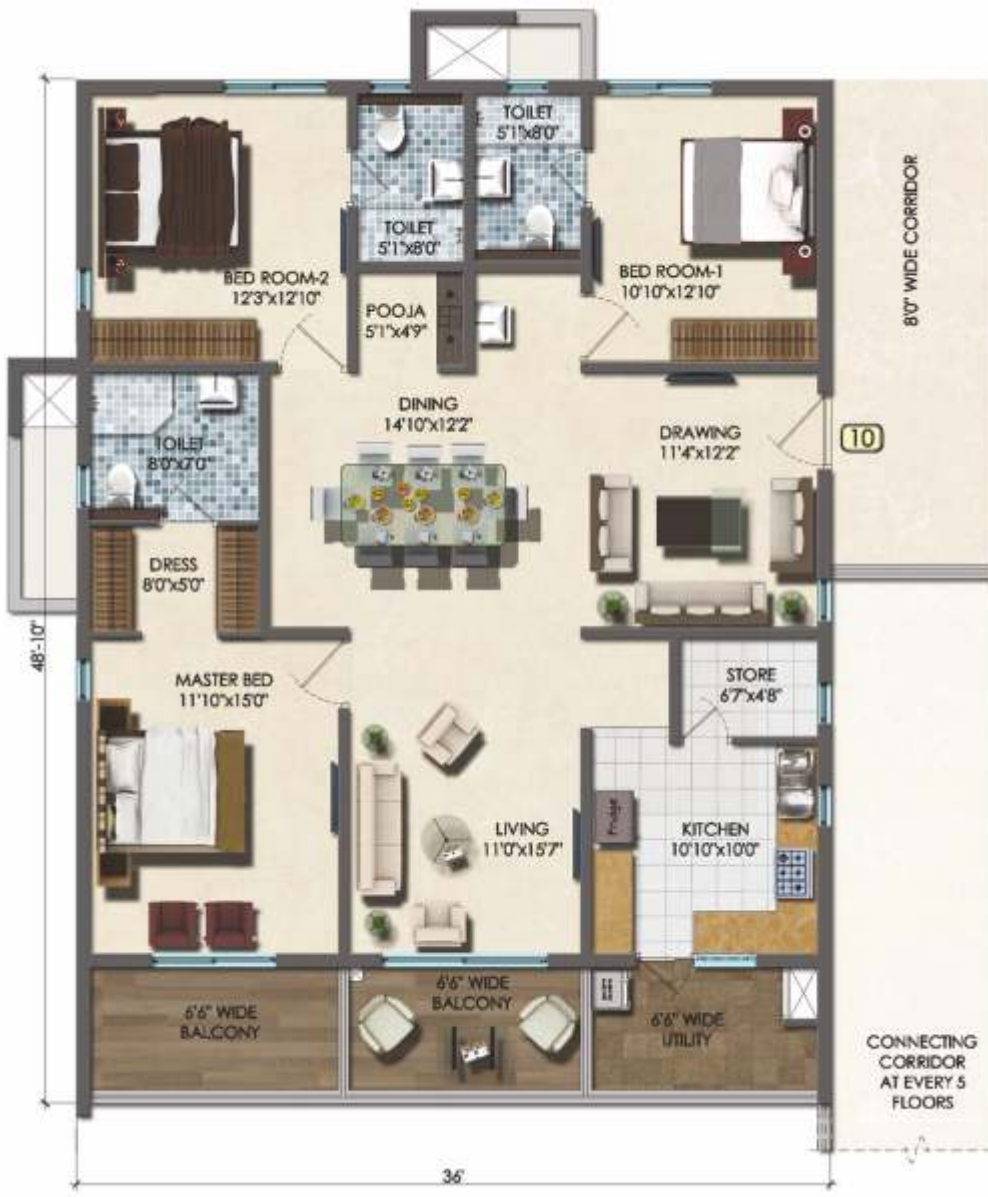 TOILET
5'1"x8'0"
TOILET
5'1"x8'0"
BED ROOM-2
12'3"x12'10"
BED ROOM-1
10'10"x12'10"
8'0" WIDE CORRIDOR
POOJA
5'1"x4'9"
DINING
14'10"x12'2"
DRAWING
11'4"x12'2"
10
TOILET
8'0"x7'0"
DRESS
8'0"x5'0"
48'-10"
MASTER BED
11'10"x15'0"
STORE
6'7"x4'8"
Fridge
LIVING
11'0"x15'7"
KITCHEN
10'10"x10'0"
6'6" WIDE
BALCONY
6'6" WIDE
BALCONY
6'6" WIDE
UTILITY
CONNECTING
CORRIDOR
AT EVERY 5
FLOORS
36'